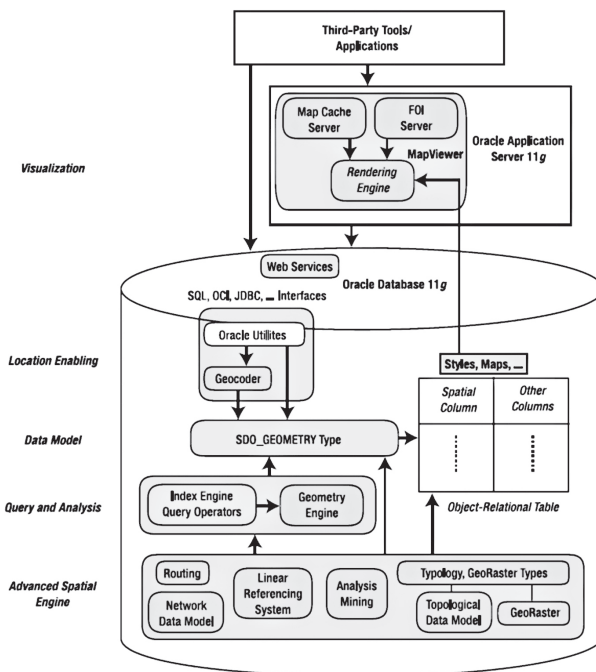 Third-Party Tools/
Applications
Map Cache
Server
FOI
Server
Oracle Application
Server 11g
MapViewer
Rendering
Engine
Visualization
Web Services
Oracle Database 11g
SQL, OCI, JDBC, ... Interfaces
Oracle Utilites
Location Enabling
Geocoder
Styles, Maps, ...
Spatial
Column
Other
Columns
Data Model
SDO_GEOMETRY Type
Query and Analysis
Index Engine
Query Operators
Geometry
Engine
Object-Relational Table
Advanced Spatial
Engine
Routing
Network
Data Model
Linear
Referencing
System
Analysis
Mining
Typology, GeoRaster Types
Topological
Data Model
GeoRaster